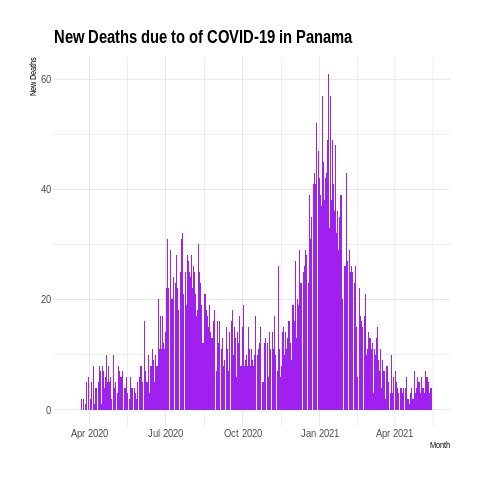 New Deaths due to of COVID-19 in Panama
New Deaths
60
40
20
0
Apr 2020 Jul 2020 Oct 2020 Jan 2021 Apr 2021
Month